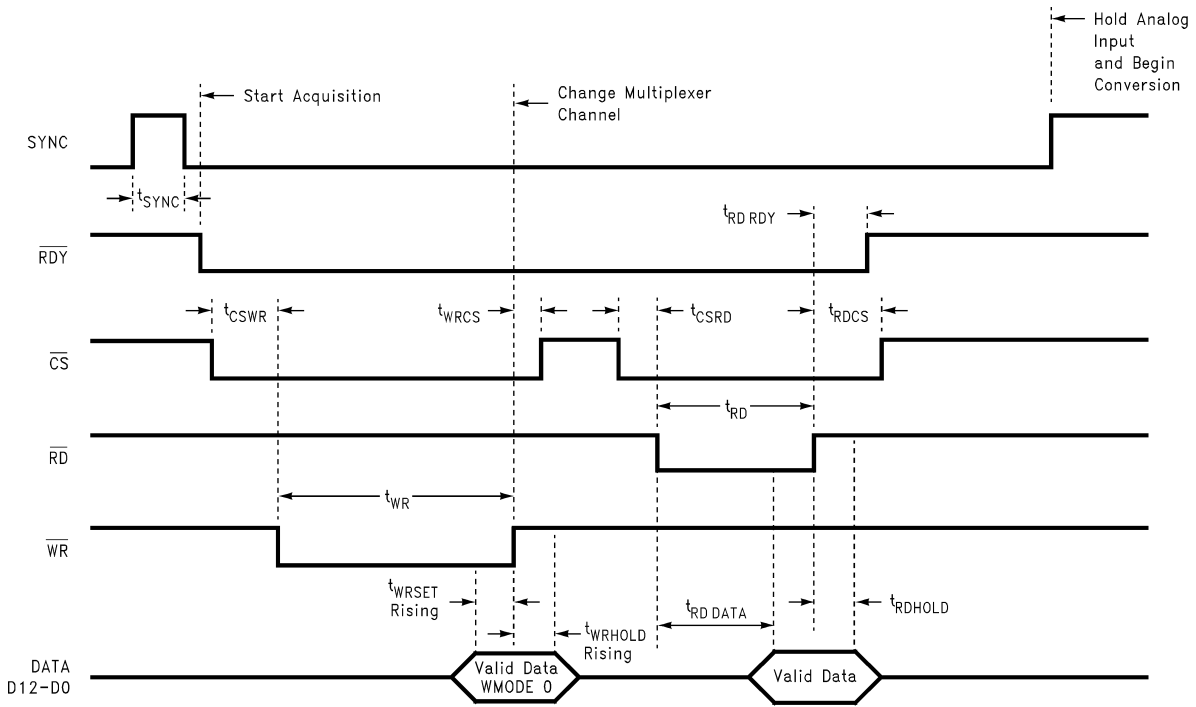 Hold Analog
Input
and Begin
Conversion
Start Acquisition
Change Multiplexer
Channel
SYNC
tSYNC
tRD RDY
RDY
tCSWR
tWRCS
tCSRD
tRDCS
CS
tRD
RD
tWR
WR
tWRSET
Rising
tRD DATA
tRDHOLD
tWRHOLD
Rising
DATA
D12-D0
Valid Data
WMODE 0
Valid Data